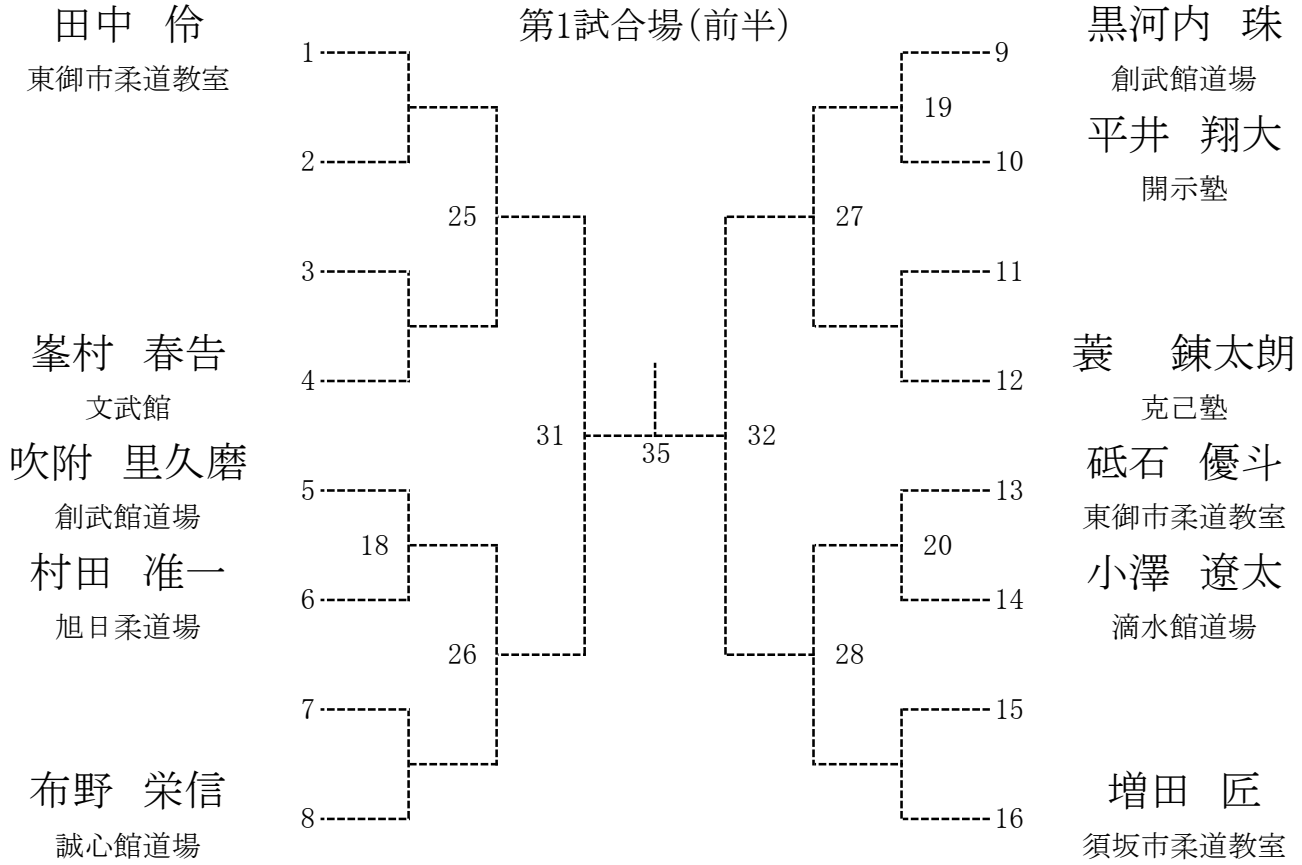 第1試合場(前半)
田中　伶
1
東御市柔道教室
2
25
3
峯村　春告
4
文武館
31
吹附　里久磨
5
創武館道場
18
村田　准一
6
旭日柔道場
26
7
布野　栄信
8
誠心館道場
35
黒河内　珠
9
創武館道場
19
平井　翔大
10
開示塾
27
11
蓑　錬太朗
12
克己塾
32
砥石　優斗
13
東御市柔道教室
20
小澤　遼太
14
滴水館道場
28
15
増田　匠
16
須坂市柔道教室